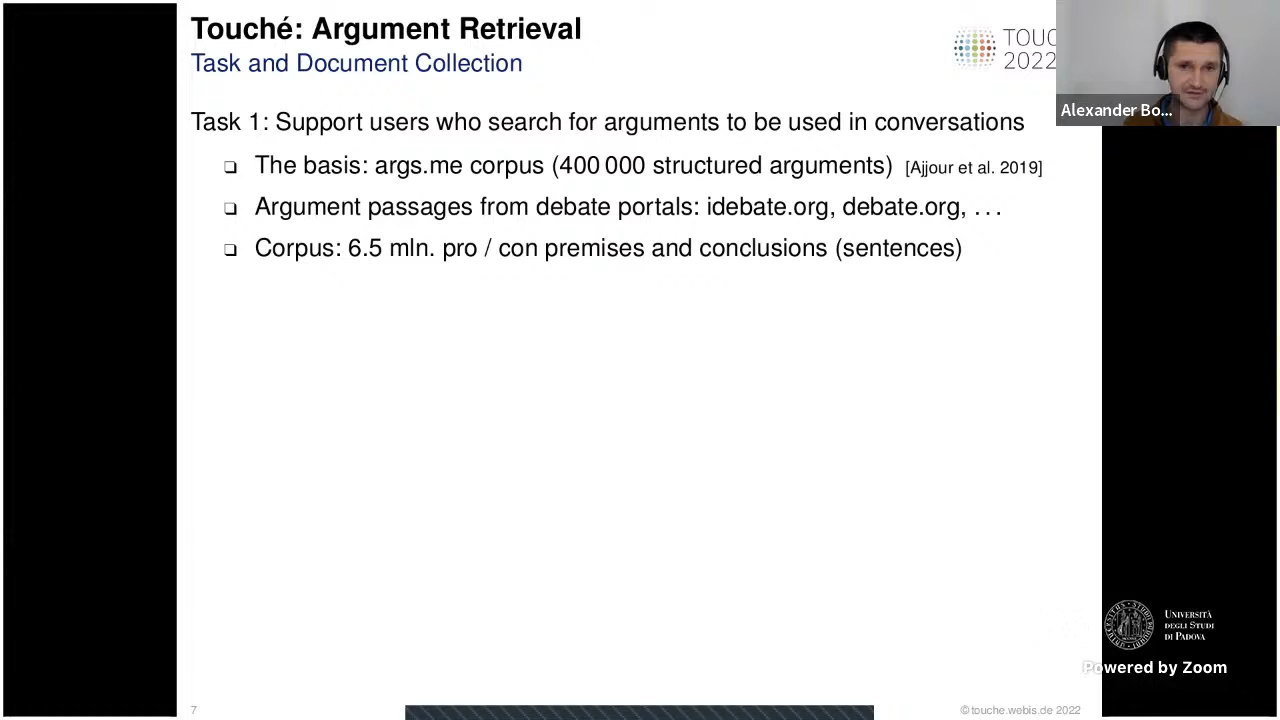 Touché: Argument Retrieval
Task and Document Collection
TOUC
2022
Alexander Bo...
Task 1: Support users who search for arguments to be used in conversations
❏ The basis: args.me corpus (400 000 structured arguments) [Ajjour et al. 2019]
❏ Argument passages from debate portals: idebate.org, debate.org, ...
❏ Corpus: 6.5 mln. pro / con premises and conclusions (sentences)
UNIVERSITÀ
DEGLI STUDI
DI PADOVA
Powered by Zoom
7
© touche.webis.de 2022